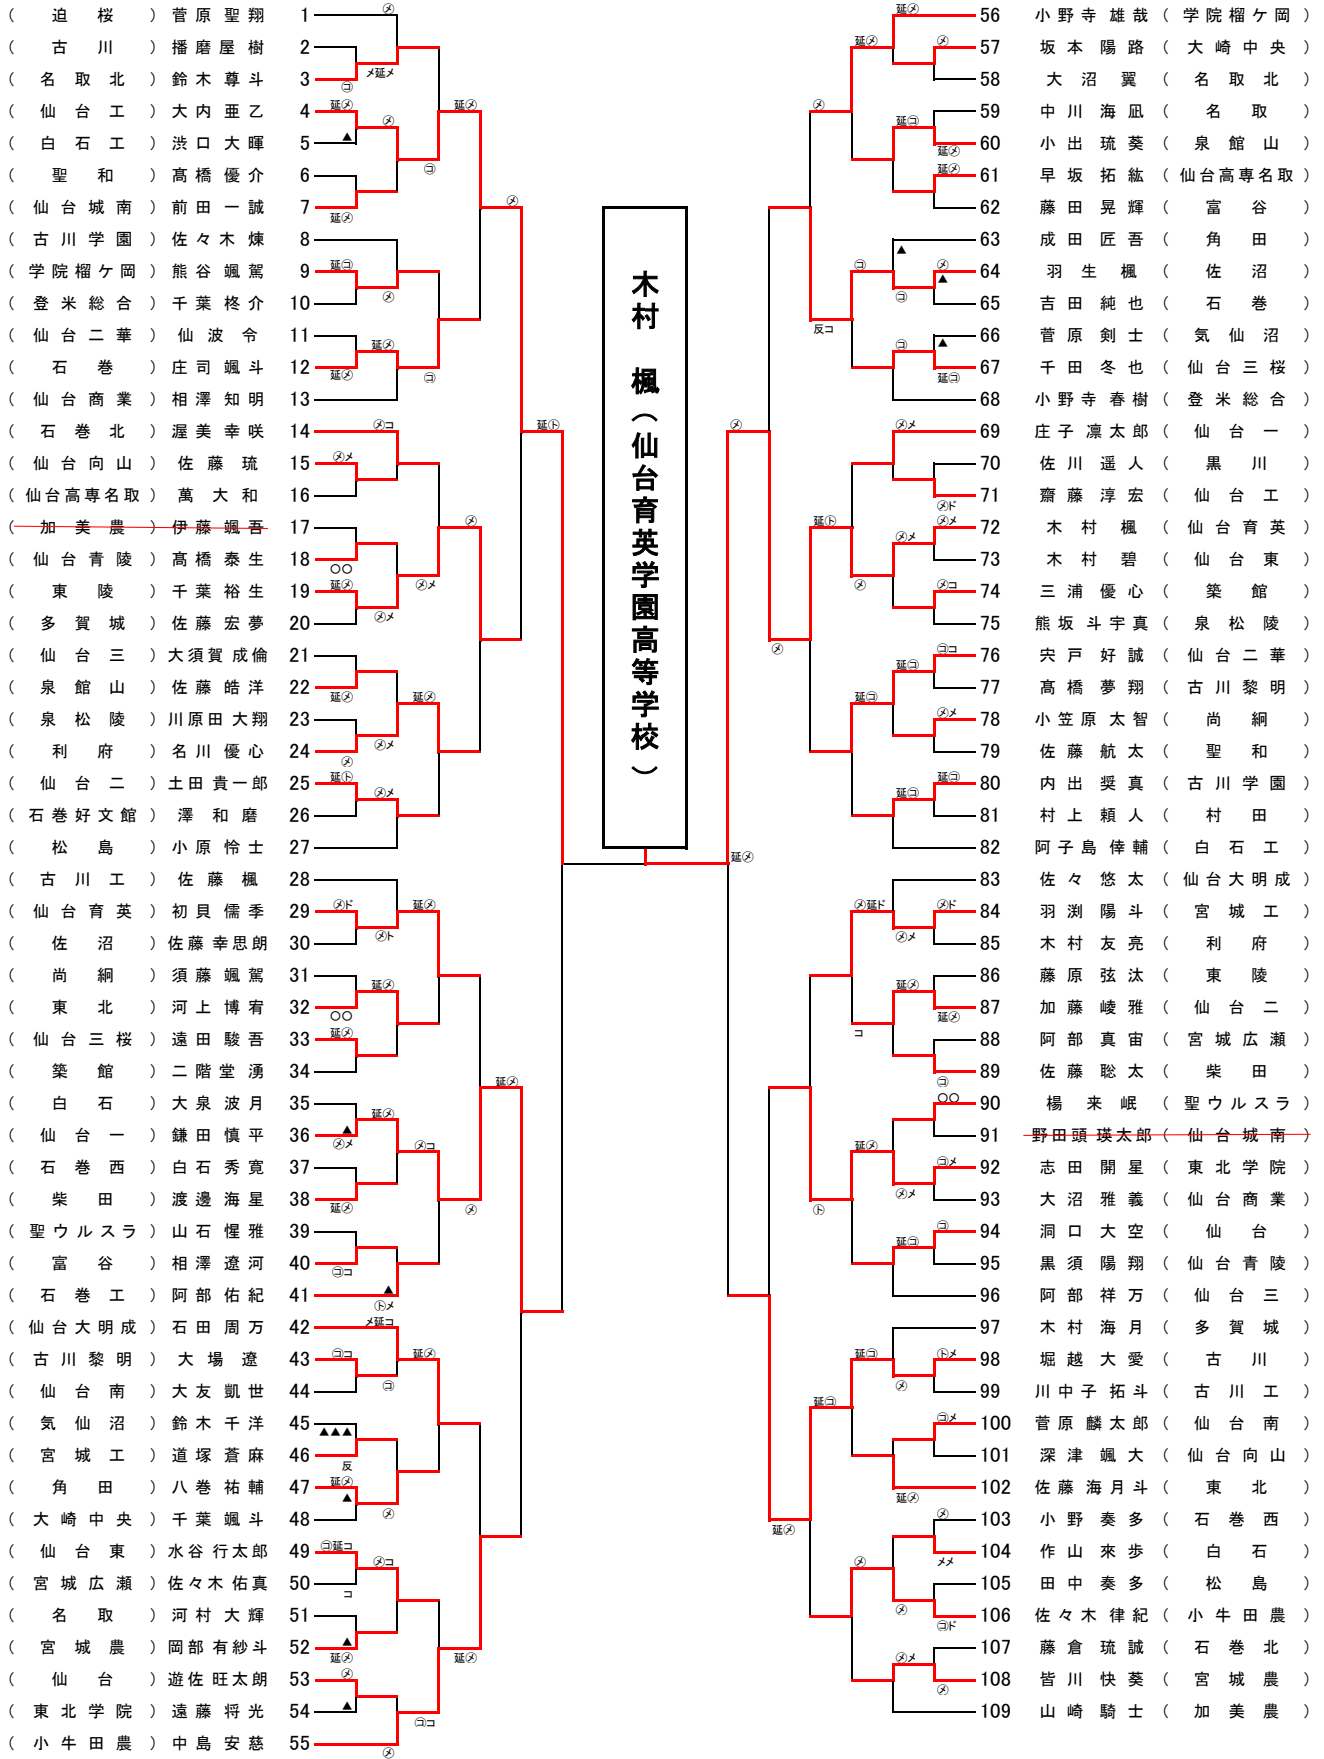 （ 迫 桜 ） 菅 原 聖 翔 1
（ 古 川 ） 播 磨 屋 樹 2
（ 名 取 北 ） 鈴 木 尊 斗 3
（ 仙 台 工 ） 大 内 亜 乙 4
（ 白 石 工 ） 渋 口 大 暉 5
（ 聖 和 ） 髙 橋 優 介 6
（ 仙 台 城 南 ） 前 田 一 誠 7
（ 古 川 学 園 ） 佐 々 木 煉 8
（ 学 院 榴 ケ 岡 ） 熊 谷 颯 駕 9
（ 登 米 総 合 ） 千 葉 柊 介 10
（ 仙 台 二 華 ） 仙 波 令 11
（ 石 巻 ） 庄 司 颯 斗 12
（ 仙 台 商 業 ） 相 澤 知 明 13
（ 石 巻 北 ） 渥 美 幸 咲 14
（ 仙 台 向 山 ） 佐 藤 琉 15
（ 仙台高専名取 ） 萬 大 和 16
（ 加 美 農 ） 伊 藤 颯 吾 17
（ 仙 台 青 陵 ） 髙 橋 泰 生 18
（ 東 陵 ） 千 葉 裕 生 19
（ 多 賀 城 ） 佐 藤 宏 夢 20
（ 仙 台 三 ） 大須賀 成倫 21
（ 泉 館 山 ） 佐 藤 皓 洋 22
（ 泉 松 陵 ） 川原田 大翔 23
（ 利 府 ） 名 川 優 心 24
（ 仙 台 二 ） 土田 貴一郎 25
（ 石 巻 好 文 館 ） 澤 和 磨 26
（ 松 島 ） 小 原 怜 士 27
（ 古 川 工 ） 佐 藤 楓 28
（ 仙 台 育 英 ） 初 貝 儒 季 29
（ 佐 沼 ） 佐藤 幸思朗 30
（ 尚 絅 ） 須 藤 颯 駕 31
（ 東 北 ） 河 上 博 宥 32
（ 仙 台 三 桜 ） 遠 田 駿 吾 33
（ 築 館 ） 二 階 堂 湧 34
（ 白 石 ） 大 泉 波 月 35
（ 仙 台 一 ） 鎌 田 慎 平 36
（ 石 巻 西 ） 白 石 秀 寛 37
（ 柴 田 ） 渡 邊 海 星 38
（ 聖ウルスラ ） 山 石 惺 雅 39
（ 富 谷 ） 相 澤 遼 河 40
（ 石 巻 工 ） 阿 部 佑 紀 41
（ 仙台大明成 ） 石 田 周 万 42
（ 古 川 黎 明 ） 大 場 遼 43
（ 仙 台 南 ） 大 友 凱 世 44
（ 気 仙 沼 ） 鈴 木 千 洋 45
（ 宮 城 工 ） 道 塚 蒼 麻 46
（ 角 田 ） 八 巻 祐 輔 47
（ 大 崎 中 央 ） 千 葉 颯 斗 48
（ 仙 台 東 ） 水谷 行太郎 49
（ 宮 城 広 瀬 ） 佐々木 佑真 50
（ 名 取 ） 河 村 大 輝 51
（ 宮 城 農 ） 岡部 有紗斗 52
（ 仙 台 ） 遊佐 旺太朗 53
（ 東 北 学 院 ） 遠 藤 将 光 54
（ 小 牛 田 農 ） 中 島 安 慈 55
木村 楓（仙台育英学園高等学校）
56 小野寺 雄哉 （ 学院榴ケ岡 ）
57 坂 本 陽 路 （ 大 崎 中 央 ）
58 大 沼 翼 （ 名 取 北 ）
59 中 川 海 凪 （ 名 取 ）
60 小 出 琉 葵 （ 泉 館 山 ）
61 早 坂 拓 紘 （ 仙台高専名取 ）
62 藤 田 晃 輝 （ 富 谷 ）
63 成 田 匠 吾 （ 角 田 ）
64 羽 生 楓 （ 佐 沼 ）
65 吉 田 純 也 （ 石 巻 ）
66 菅 原 剣 士 （ 気 仙 沼 ）
67 千 田 冬 也 （ 仙 台 三 桜 ）
68 小野寺 春樹 （ 登 米 総 合 ）
69 庄子 凛太郎 （ 仙 台 一 ）
70 佐 川 遥 人 （ 黒 川 ）
71 齋 藤 淳 宏 （ 仙 台 工 ）
72 木 村 楓 （ 仙 台 育 英 ）
73 木 村 碧 （ 仙 台 東 ）
74 三 浦 優 心 （ 築 館 ）
75 熊坂 斗宇真 （ 泉 松 陵 ）
76 宍 戸 好 誠 （ 仙 台 二 華 ）
77 髙 橋 夢 翔 （ 古 川 黎 明 ）
78 小笠原 太智 （ 尚 絅 ）
79 佐 藤 航 太 （ 聖 和 ）
80 内 出 奨 真 （ 古 川 学 園 ）
81 村 上 頼 人 （ 村 田 ）
82 阿子島 倖輔 （ 白 石 工 ）
83 佐 々 悠 太 （ 仙台大明成 ）
84 羽 渕 陽 斗 （ 宮 城 工 ）
85 木 村 友 亮 （ 利 府 ）
86 藤 原 弦 汰 （ 東 陵 ）
87 加 藤 崚 雅 （ 仙 台 二 ）
88 阿 部 真 宙 （ 宮 城 広 瀬 ）
89 佐 藤 聡 太 （ 柴 田 ）
90 楊 来 岷 （ 聖ウルスラ ）
91 野田頭 瑛太郎 （ 仙 台 城 南 ）
92 志 田 開 星 （ 東 北 学 院 ）
93 大 沼 雅 義 （ 仙 台 商 業 ）
94 洞 口 大 空 （ 仙 台 ）
95 黒 須 陽 翔 （ 仙 台 青 陵 ）
96 阿 部 祥 万 （ 仙 台 三 ）
97 木 村 海 月 （ 多 賀 城 ）
98 堀 越 大 愛 （ 古 川 ）
99 川中子 拓斗 （ 古 川 工 ）
100 菅原 麟太郎 （ 仙 台 南 ）
101 深 津 颯 大 （ 仙 台 向 山 ）
102 佐藤 海月斗 （ 東 北 ）
103 小 野 奏 多 （ 石 巻 西 ）
104 作 山 來 歩 （ 白 石 ）
105 田 中 奏 多 （ 松 島 ）
106 佐々木 律紀 （ 小 牛 田 農 ）
107 藤 倉 琉 誠 （ 石 巻 北 ）
108 皆 川 快 葵 （ 宮 城 農 ）
109 山 崎 騎 士 （ 加 美 農 ）